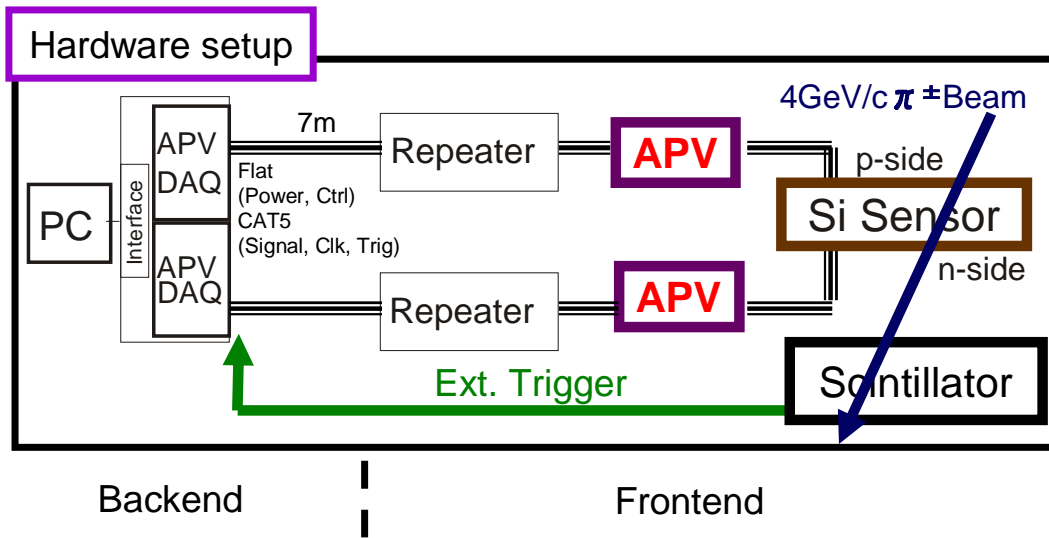 Hardware setup
4GeV/c π ±Beam
7m
APV
DAQ
Repeater
APV
p-side
Flat
(Power, Ctrl)
CAT5
(Signal, Clk, Trig)
PC
Interface
Si Sensor
n-side
APV
DAQ
Repeater
APV
Ext. Trigger
Scintillator
Backend
Frontend